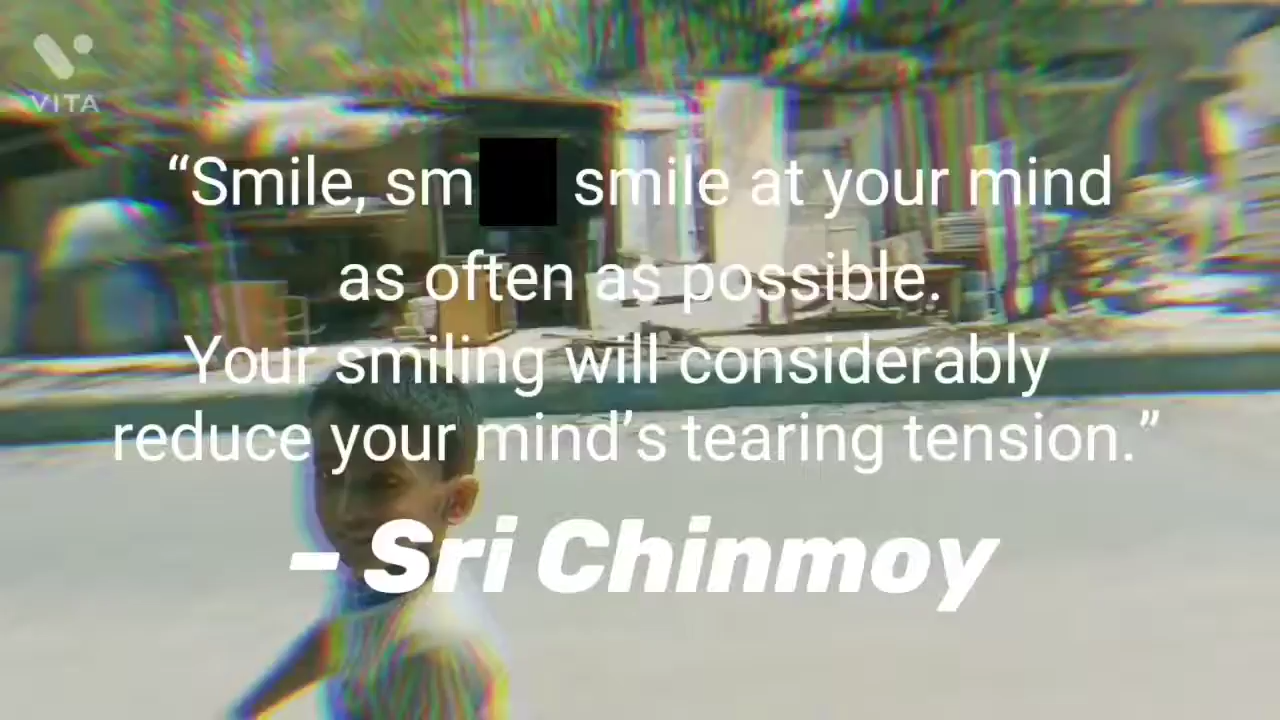 VITA
“Smile, sm smile at your mind
as often as possible.
Your smiling will considerably
reduce your mind’s tearing tension.”
- Sri Chinmoy